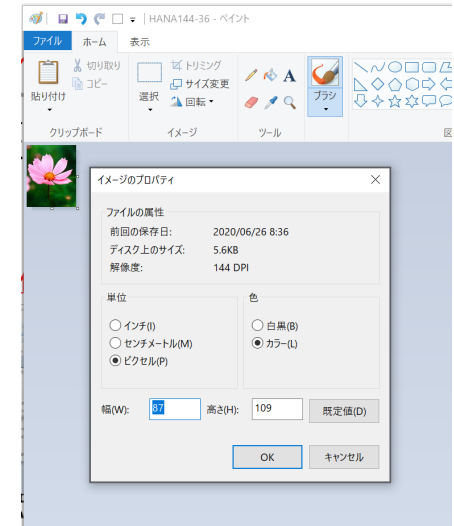 HANA144-36 - ペイント
ファイル ホーム 表示
貼り付け
切り取り
コピー
クリップボード
選択
トリミング
サイズ変更
回転
イメージ
A
ツール
ブラシ
図
イメージのプロパティ
ファイルの属性
前回の保存日: 2020/06/26 8:36
ディスク上のサイズ: 5.6KB
解像度: 144 DPI
単位
インチ(I)
センチメートル(M)
ピクセル(P)
色
白黒(B)
カラー(L)
幅(W): 87 高さ(H): 109 既定値(D)
OK キャンセル